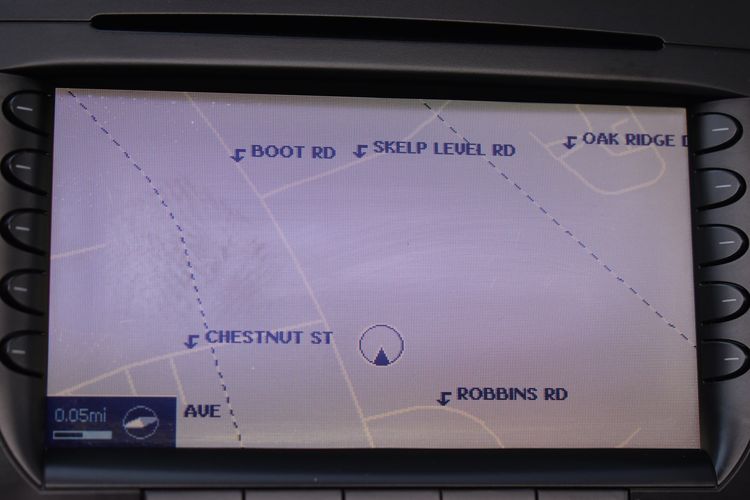 BOOT RD
SKELP LEVEL RD
OAK RIDGE D
CHESTNUT ST
ROBBINS RD
AVE
0.05mi